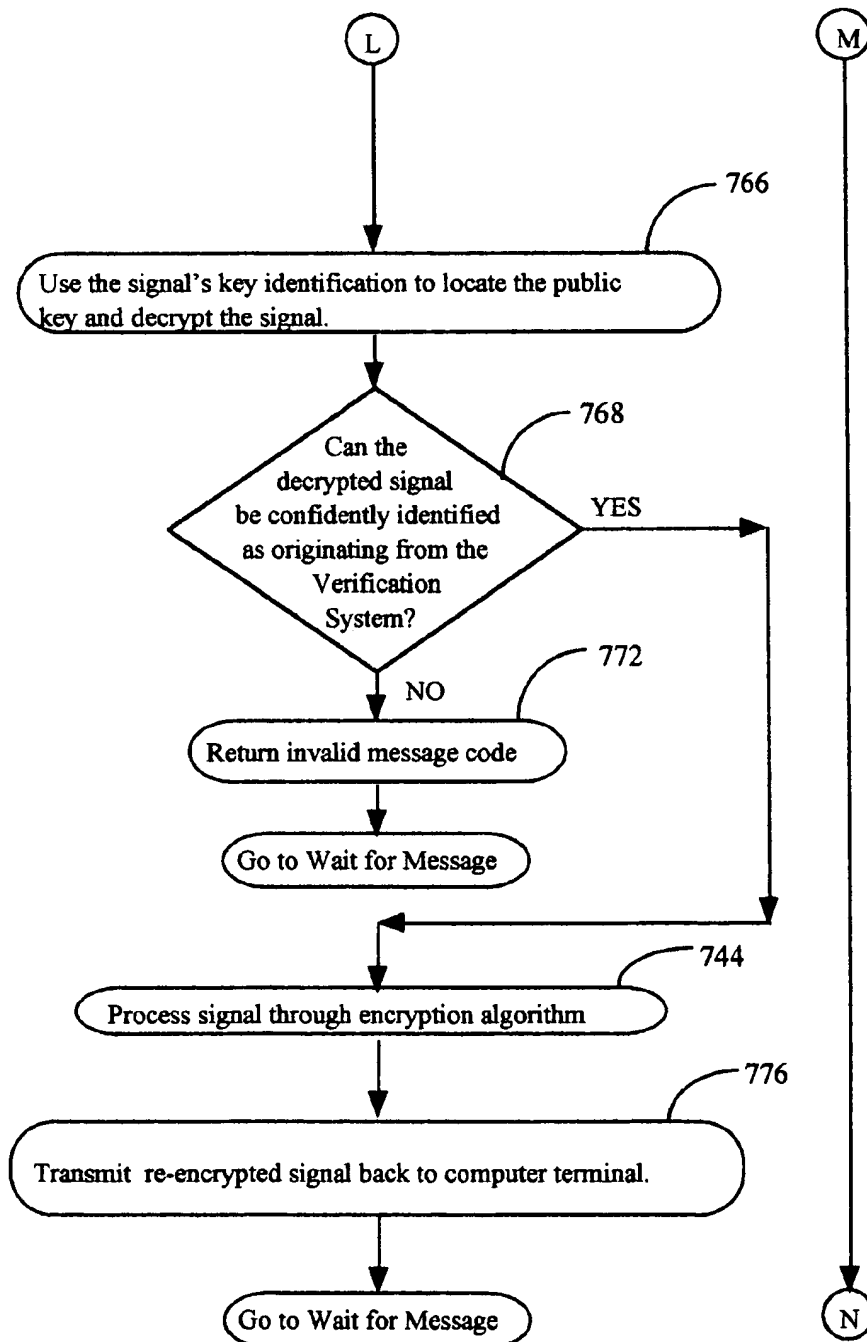 L
M
766
Use the signal's key identification to locate the public
key and decrypt the signal.
768
Can the
decrypted signal
be confidently identified
as originating from the
Verification
System?
YES
772
NO
Return invalid message code
Go to Wait for Message
744
Process signal through encryption algorithm
776
Transmit re-encrypted signal back to computer terminal.
Go to Wait for Message
N